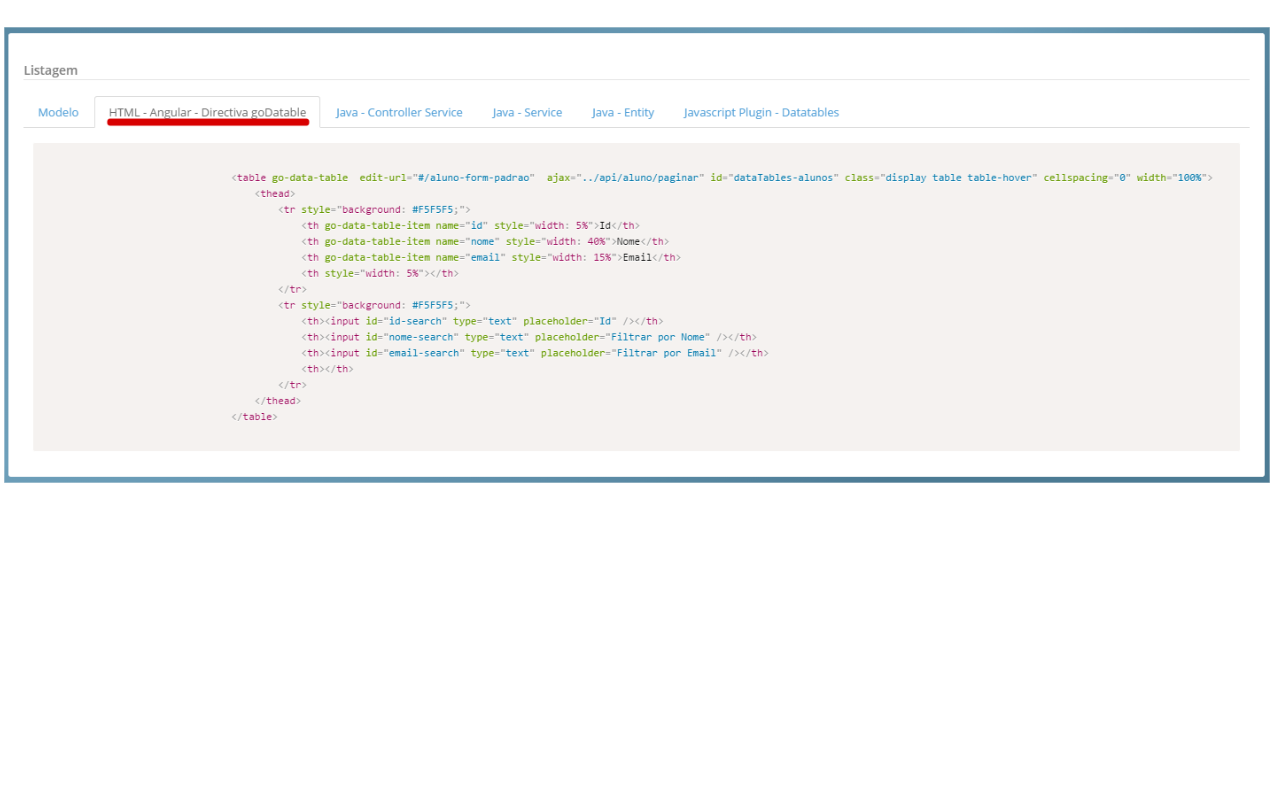 Listagem
Modelo HTML - Angular - Directiva goDatable Java - Controller Service Java - Service Java - Entity Javascript Plugin - Datatables
<table go-data-table  edit-url="#/aluno-form-padrao"  ajax="../api/aluno/paginar" id="dataTables-alunos" class="display table table-hover" cellspacing="0" width="100%">
    <thead>
        <tr style="background: #F5F5F5;">
            <th go-data-table-item name="id" style="width: 5%">Id</th>
            <th go-data-table-item name="nome" style="width: 40%">Nome</th>
            <th go-data-table-item name="email" style="width: 15%">Email</th>
            <th style="width: 5%"></th>
        </tr>
        <tr style="background: #F5F5F5;">
            <th><input id="id-search" type="text" placeholder="Id" /></th>
            <th><input id="nome-search" type="text" placeholder="Filtrar por Nome" /></th>
            <th><input id="email-search" type="text" placeholder="Filtrar por Email" /></th>
            <th></th>
        </tr>
    </thead>
</table>